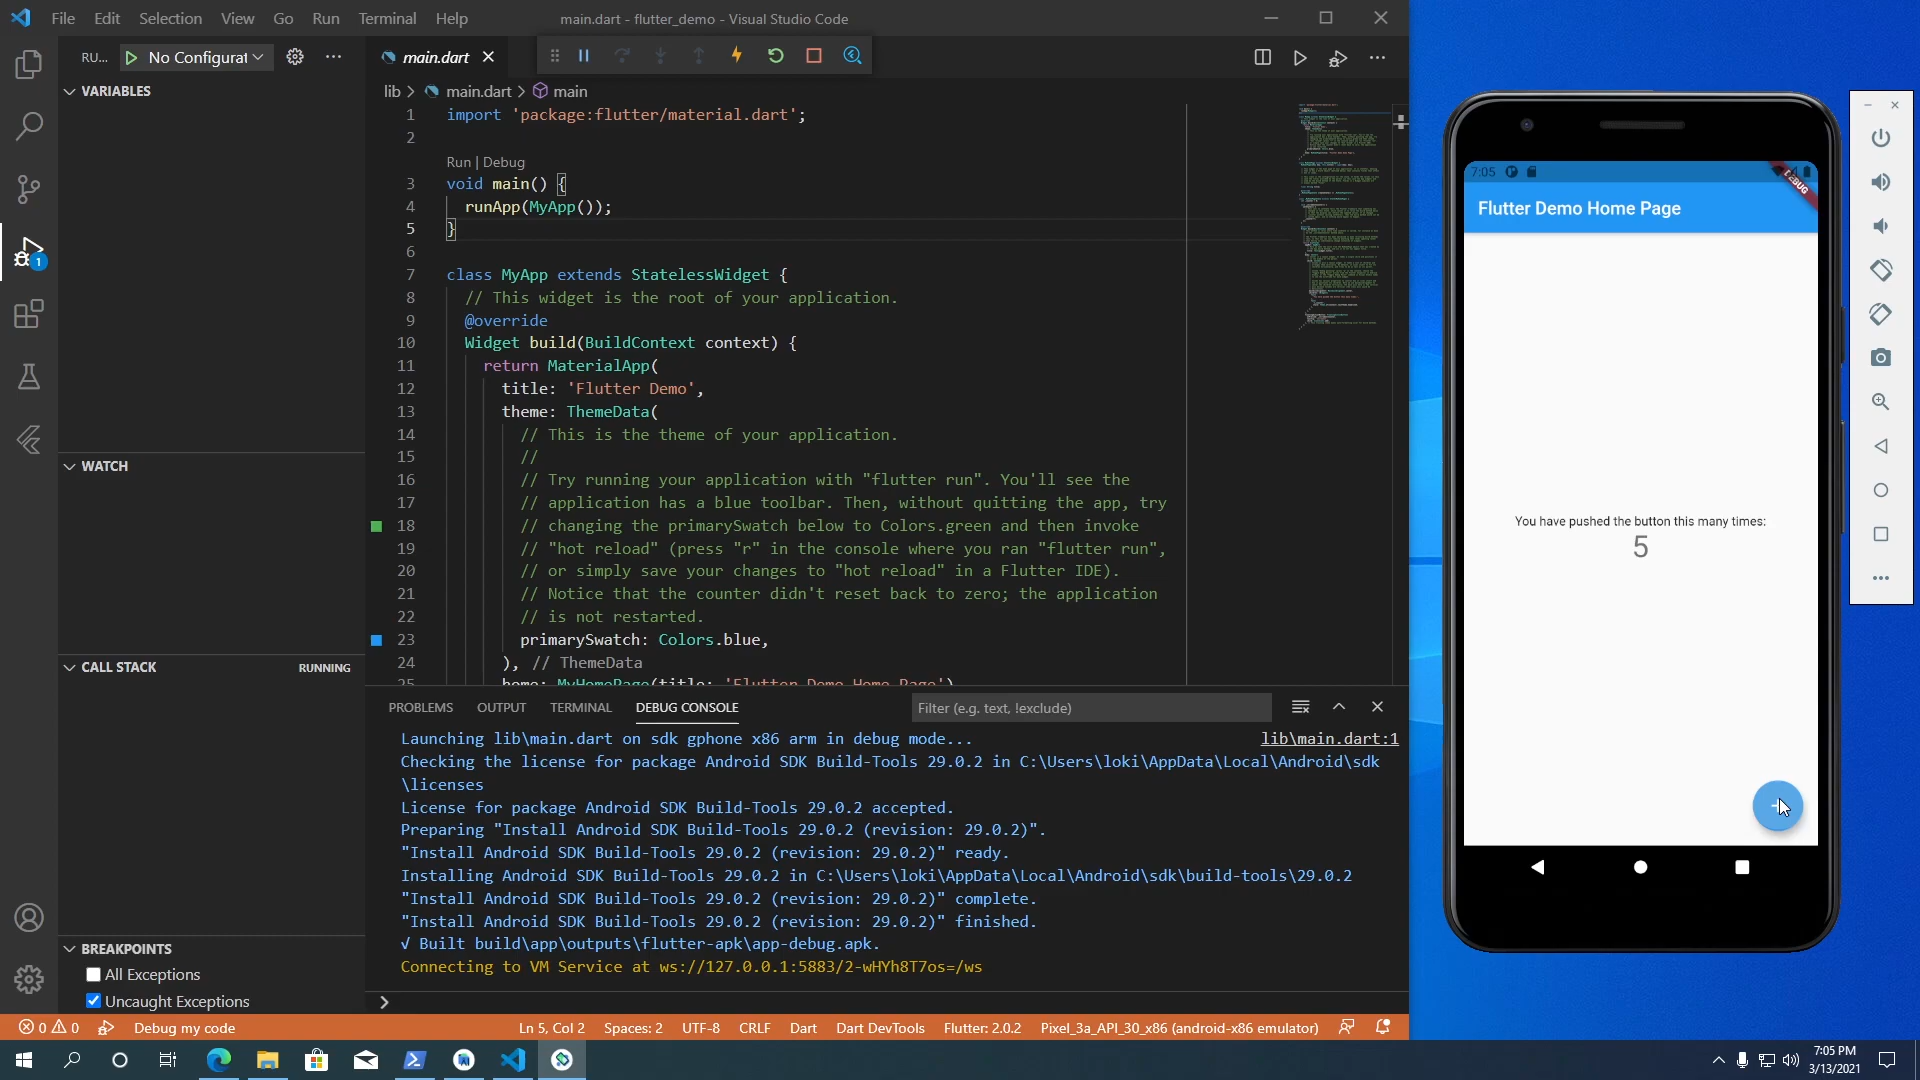 File Edit Selection View Go Run Terminal Help
main.dart - flutter_demo - Visual Studio Code
RU... No Configurat
main.dart
VARIABLES
lib > main.dart > main
1 import 'package:flutter/material.dart';
2
Run | Debug
3 void main() {
4 runApp(MyApp());
5 }
6
7 class MyApp extends StatelessWidget {
8 // This widget is the root of your application.
9 @override
10 Widget build(BuildContext context) {
11 return MaterialApp(
12 title: 'Flutter Demo',
13 theme: ThemeData(
14 // This is the theme of your application.
15 //
16 // Try running your application with "flutter run". You'll see the
17 // application has a blue toolbar. Then, without quitting the app, try
18 // changing the primarySwatch below to Colors.green and then invoke
19 // "hot reload" (press "r" in the console where you ran "flutter run",
20 // or simply save your changes to "hot reload" in a Flutter IDE).
21 // Notice that the counter didn't reset back to zero; the application
22 // is not restarted.
23 primarySwatch: Colors.blue,
24 ), // ThemeData
25 home: MyHomePage(title: 'Flutter Demo Home Page')
1
WATCH
CALL STACK RUNNING
BREAKPOINTS
All Exceptions
Uncaught Exceptions
PROBLEMS OUTPUT TERMINAL DEBUG CONSOLE
Filter (e.g. text, !exclude)
Launching lib\main.dart on sdk gphone x86 arm in debug mode... lib\main.dart:1
Checking the license for package Android SDK Build-Tools 29.0.2 in C:\Users\loki\AppData\Local\Android\sdk
\licenses
License for package Android SDK Build-Tools 29.0.2 accepted.
Preparing "Install Android SDK Build-Tools 29.0.2 (revision: 29.0.2)".
"Install Android SDK Build-Tools 29.0.2 (revision: 29.0.2)" ready.
Installing Android SDK Build-Tools 29.0.2 in C:\Users\loki\AppData\Local\Android\sdk\build-tools\29.0.2
"Install Android SDK Build-Tools 29.0.2 (revision: 29.0.2)" complete.
"Install Android SDK Build-Tools 29.0.2 (revision: 29.0.2)" finished.
√ Built build\app\outputs\flutter-apk\app-debug.apk.
Connecting to VM Service at ws://127.0.0.1:5883/2-wHYh8T7os=/ws
>
0 0 Debug my code Ln 5, Col 2 Spaces: 2 UTF-8 CRLF Dart Dart DevTools Flutter: 2.0.2 Pixel_3a_API_30_x86 (android-x86 emulator)
7:05
DEBUG
Flutter Demo Home Page
You have pushed the button this many times:
5
7:05 PM
3/13/2021